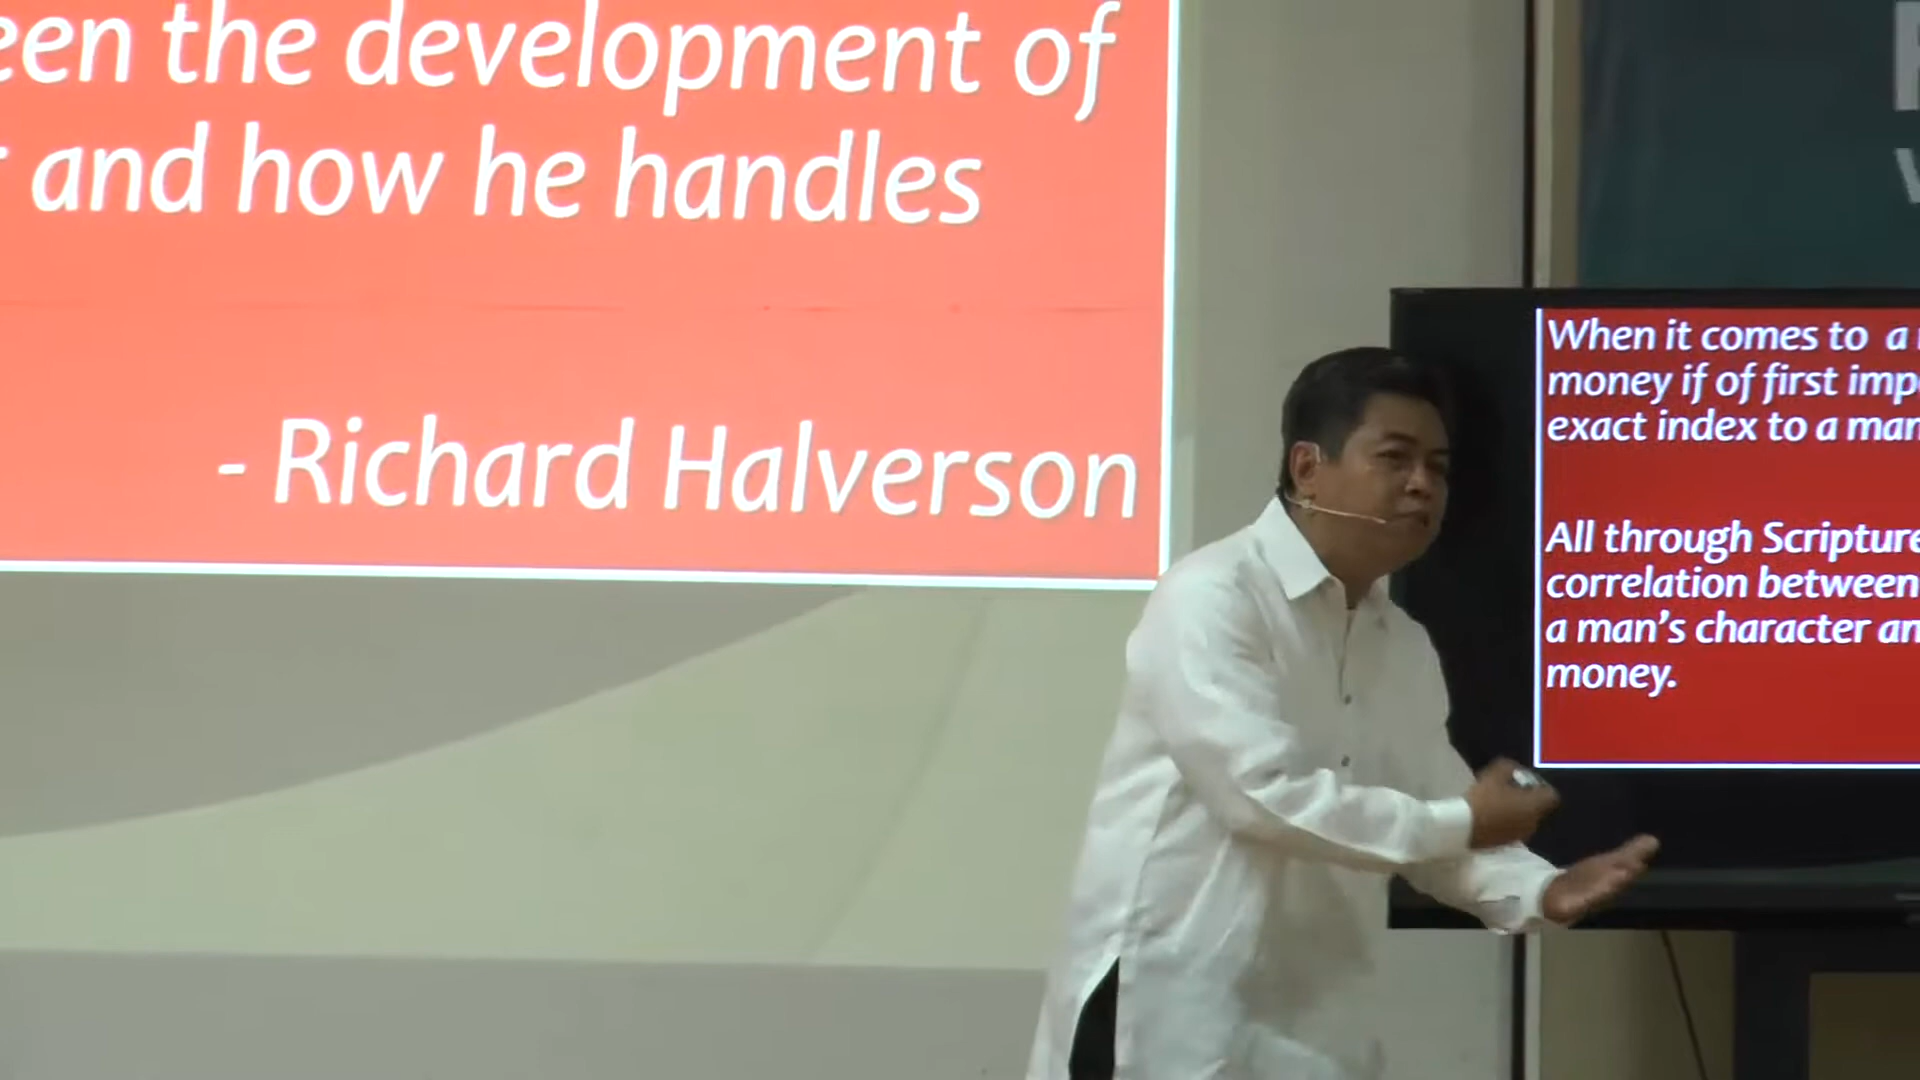 een the development of
and how he handles
- Richard Halverson
When it comes to a
money if of first imp
exact index to a man
All through Scripture
correlation between
a man's character an
money.